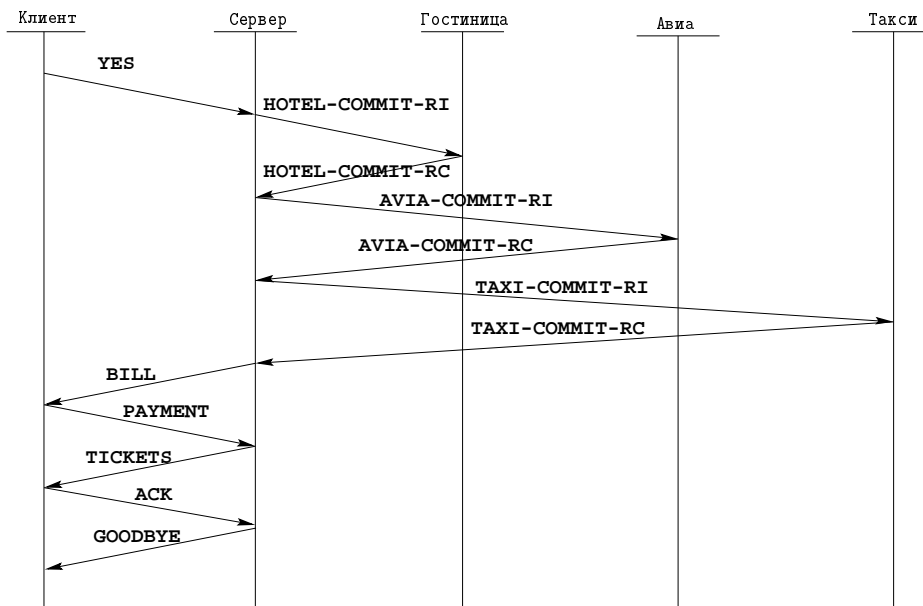 Клиент
Сервер
Гостиница
Авиа
Такси
YES
HOTEL-COMMIT-RI
HOTEL-COMMIT-RC
AVIA-COMMIT-RI
AVIA-COMMIT-RC
TAXI-COMMIT-RI
TAXI-COMMIT-RC
BILL
PAYMENT
TICKETS
ACK
GOODBYE